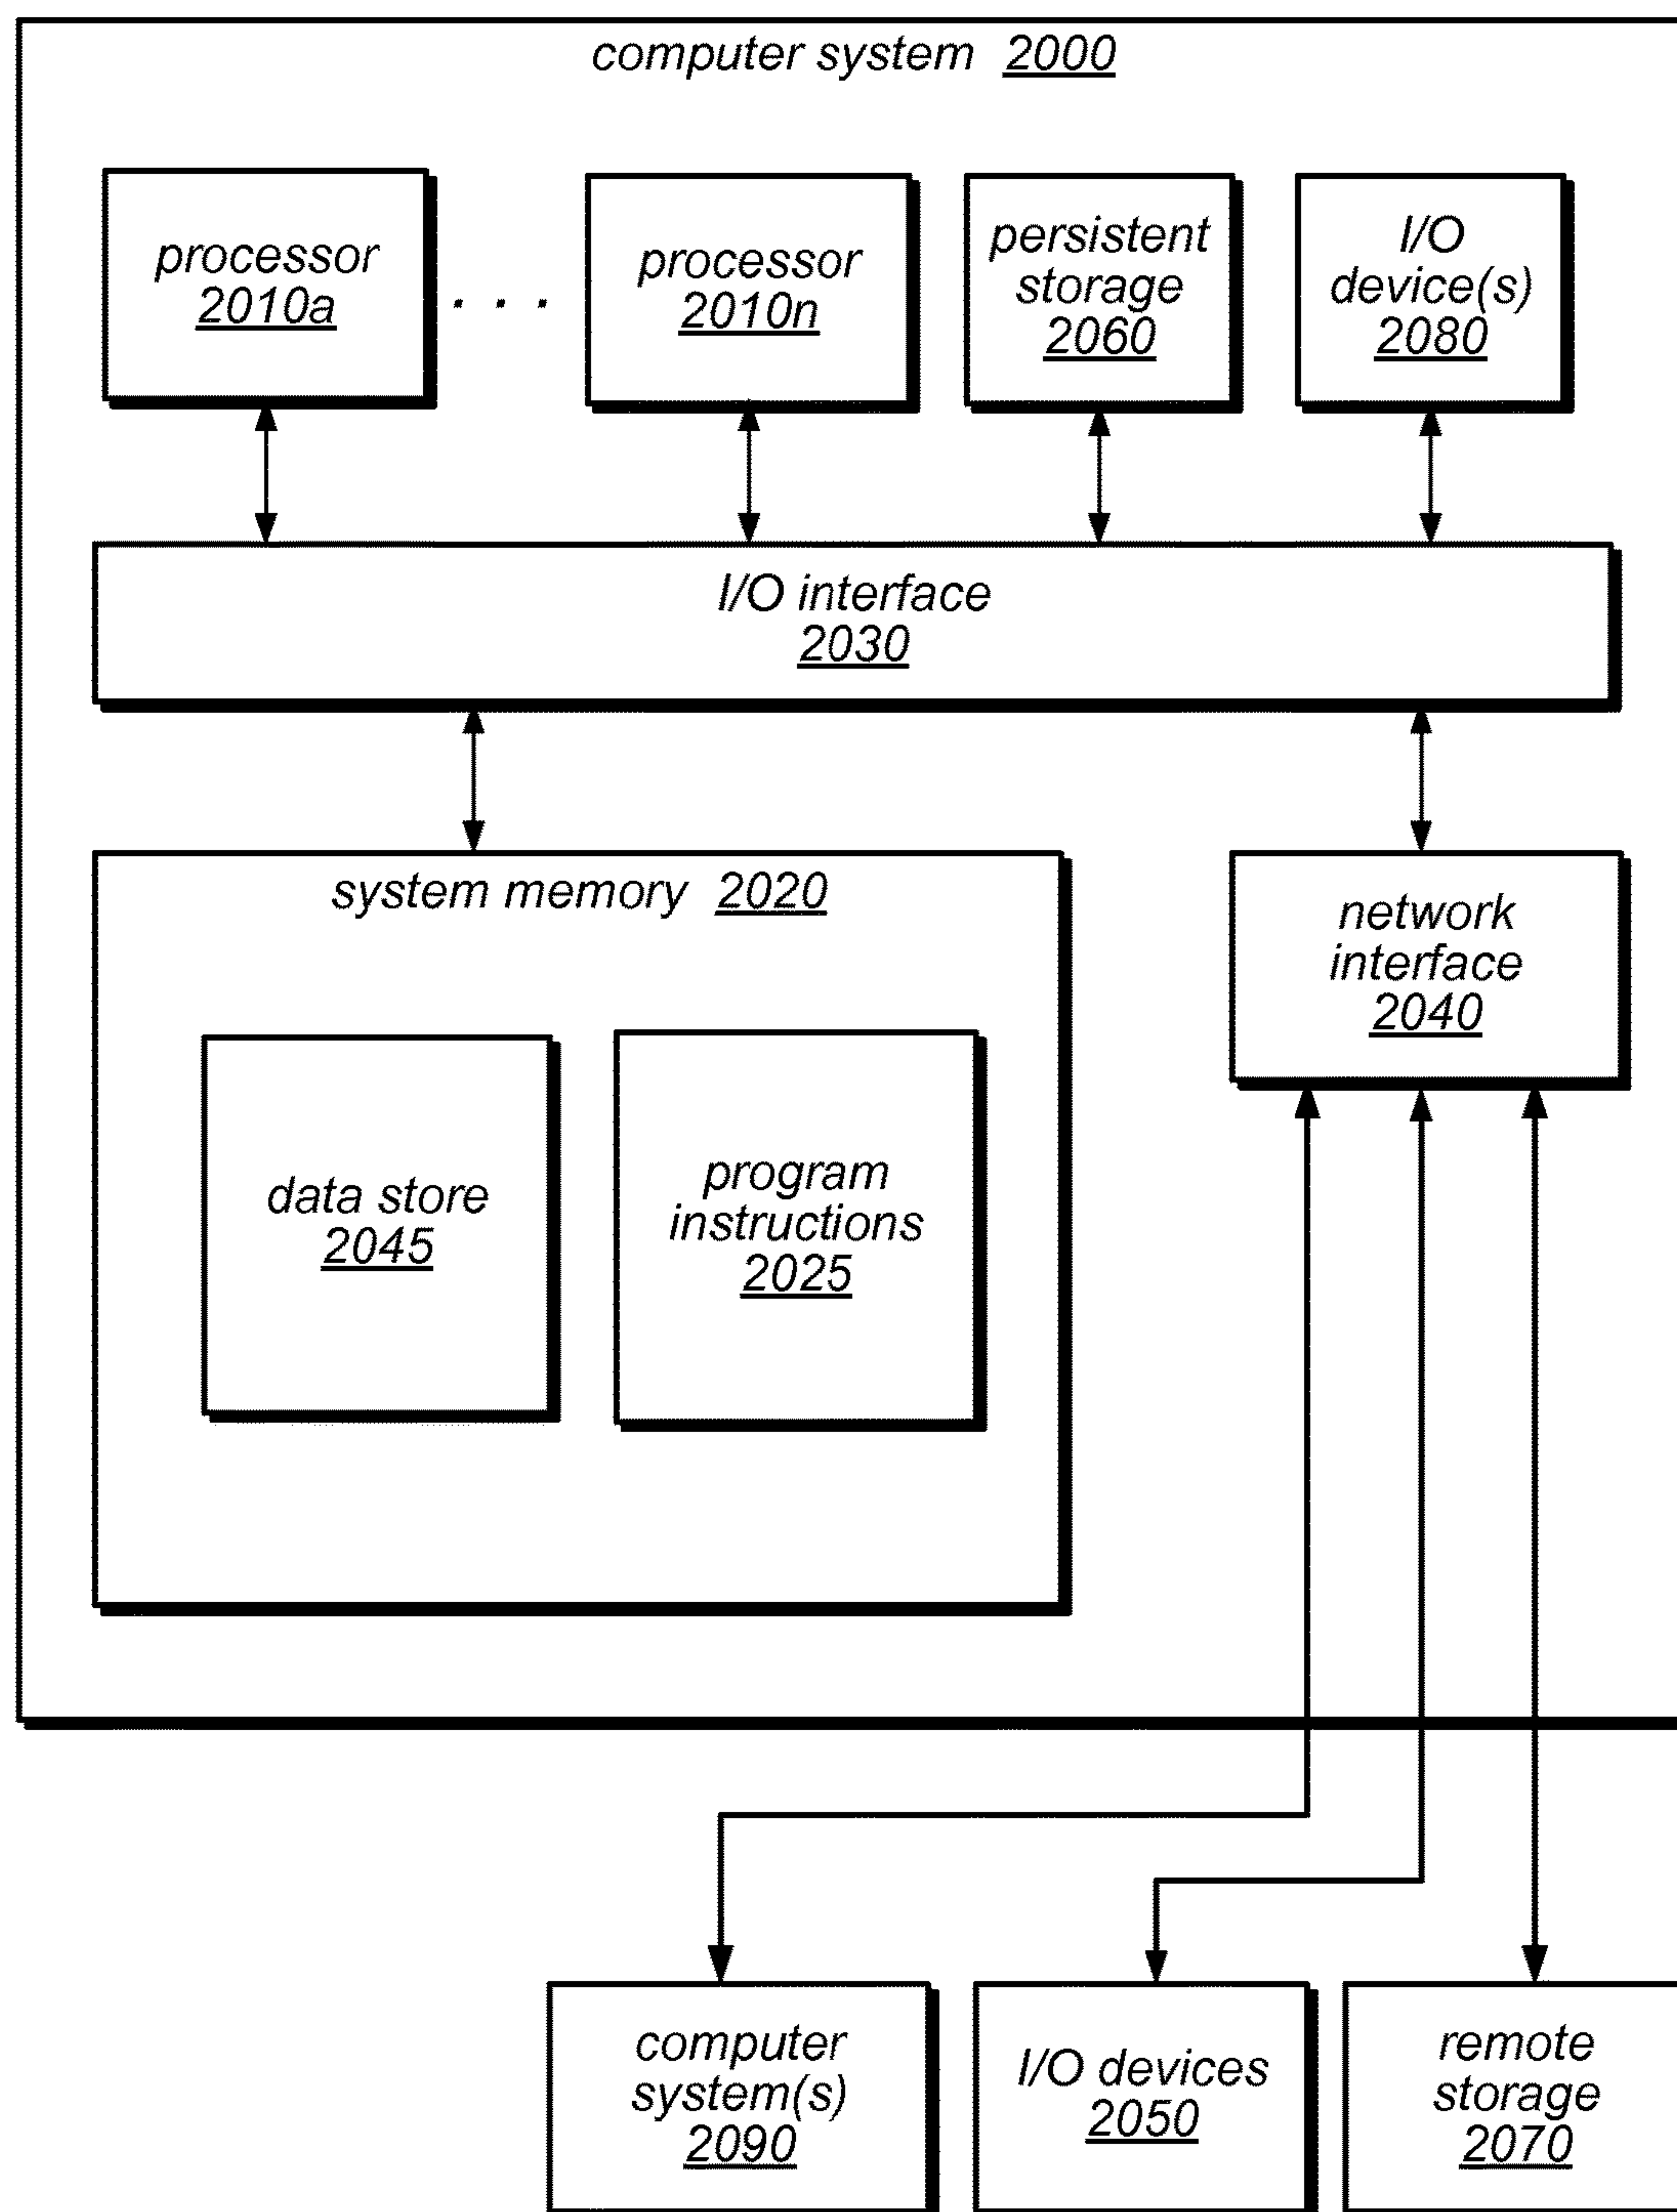 computer system 2000
processor
2010a
. . .
processor
2010n
persistent
storage
2060
I/O
device(s)
2080
I/O interface
2030
system memory 2020
data store
2045
program
instructions
2025
network
interface
2040
computer
system(s)
2090
I/O devices
2050
remote
storage
2070